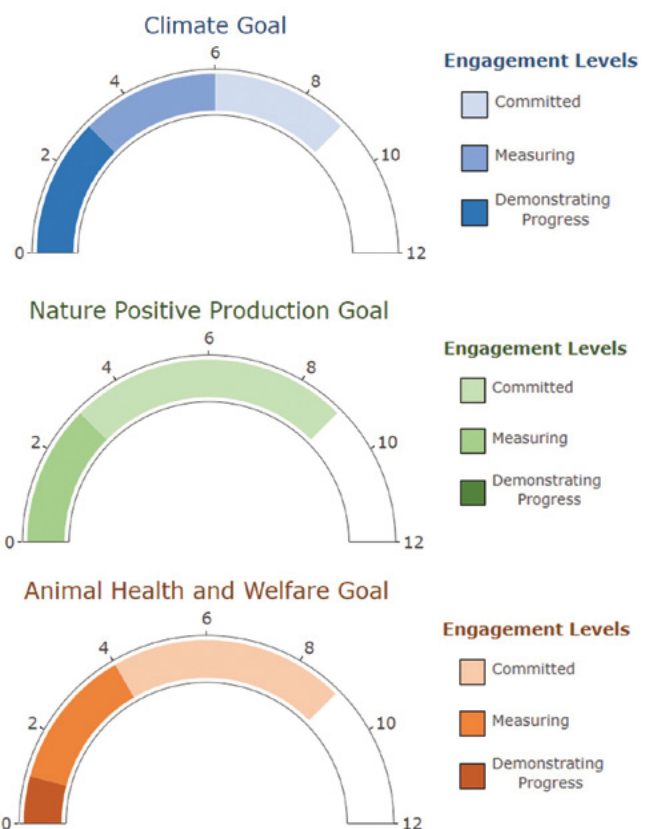 Climate Goal
0
2
4
6
8
10
12
Engagement Levels
Committed
Measuring
Demonstrating
Progress
Nature Positive Production Goal
0
2
4
6
8
10
12
Engagement Levels
Committed
Measuring
Demonstrating
Progress
Animal Health and Welfare Goal
0
2
4
6
8
10
12
Engagement Levels
Committed
Measuring
Demonstrating
Progress